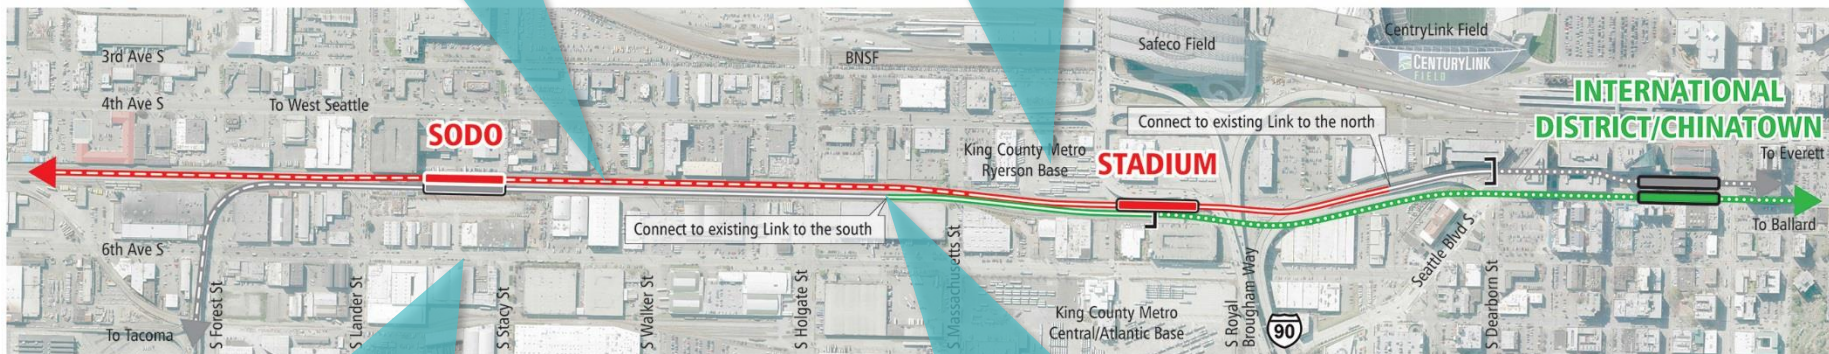 3rd Ave S
4th Ave S
To West Seattle
SODO
BNSF
Safeco Field
CentryLink Field
CENTURYLINK
FIELD
INTERNATIONAL
DISTRICT/CHINATOWN
Connect to existing Link to the north
King County Metro
Ryerson Base
STADIUM
To Everett
Connect to existing Link to the south
6th Ave S
To Tacoma
S Forest St
S Lander St
S Stacy St
S Walker St
S Holgate St
S Massachusetts St
King County Metro
Central/Atlantic Base
S Royal
Brougham Way
90
Seattle Blvd S
S Dearborn St
To Ballard